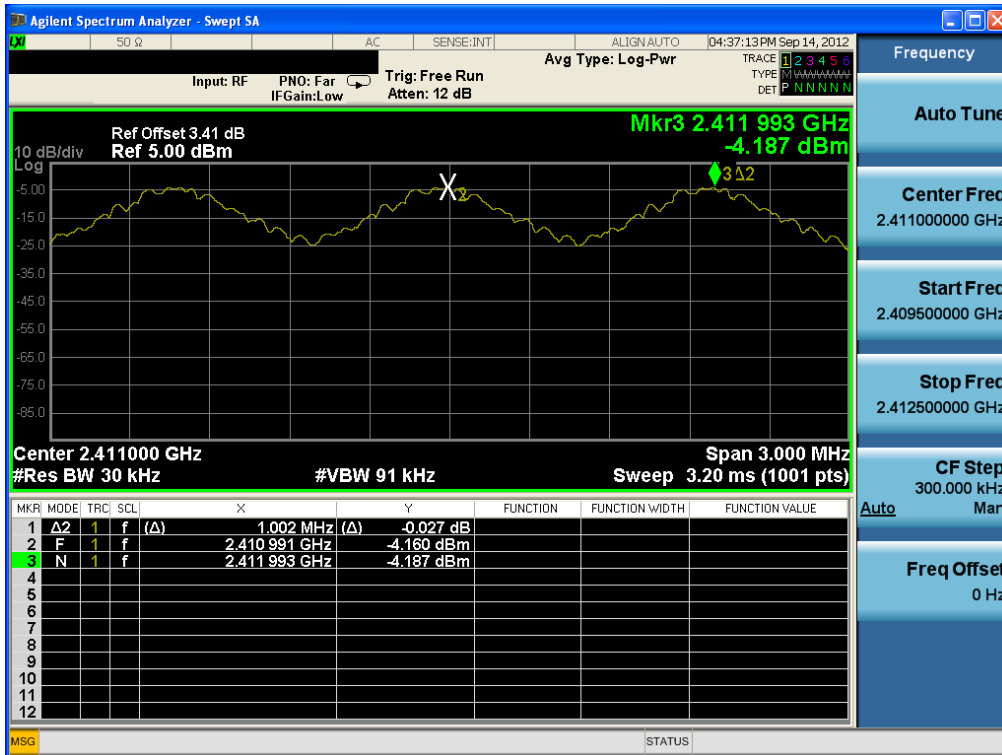 Agilent Spectrum Analyzer - Swept SA
LXI 50 Ω AC SENSE:INT ALIGN AUTO 04:37:13 PM Sep 14, 2012
Input: RF PNO: Far IFGain:Low Trig: Free Run Atten: 12 dB Avg Type: Log-Pwr
TRACE 1 2 3 4 5 6
TYPE M WWWWW
DET P N N N N N
Frequency
Auto Tune
Center Freq
2.411000000 GHz
Start Freq
2.409500000 GHz
Stop Freq
2.412500000 GHz
CF Step
300.000 kHz
Auto Man
Freq Offset
0 Hz
Mkr3 2.411 993 GHz
-4.187 dBm
Ref Offset 3.41 dB
10 dB/div Ref 5.00 dBm
Log
3 Δ2
2
-5.00
-15.0
-25.0
-35.0
-45.0
-55.0
-65.0
-75.0
-85.0
Center 2.411000 GHz Span 3.000 MHz
#Res BW 30 kHz #VBW 91 kHz Sweep 3.20 ms (1001 pts)
MKR MODE TRC SCL X Y FUNCTION FUNCTION WIDTH FUNCTION VALUE
1 Δ2 1 f (Δ) 1.002 MHz (Δ) -0.027 dB
2 F 1 f 2.410 991 GHz -4.160 dBm
3 N 1 f 2.411 993 GHz -4.187 dBm
4
5
6
7
8
9
10
11
12
MSG STATUS